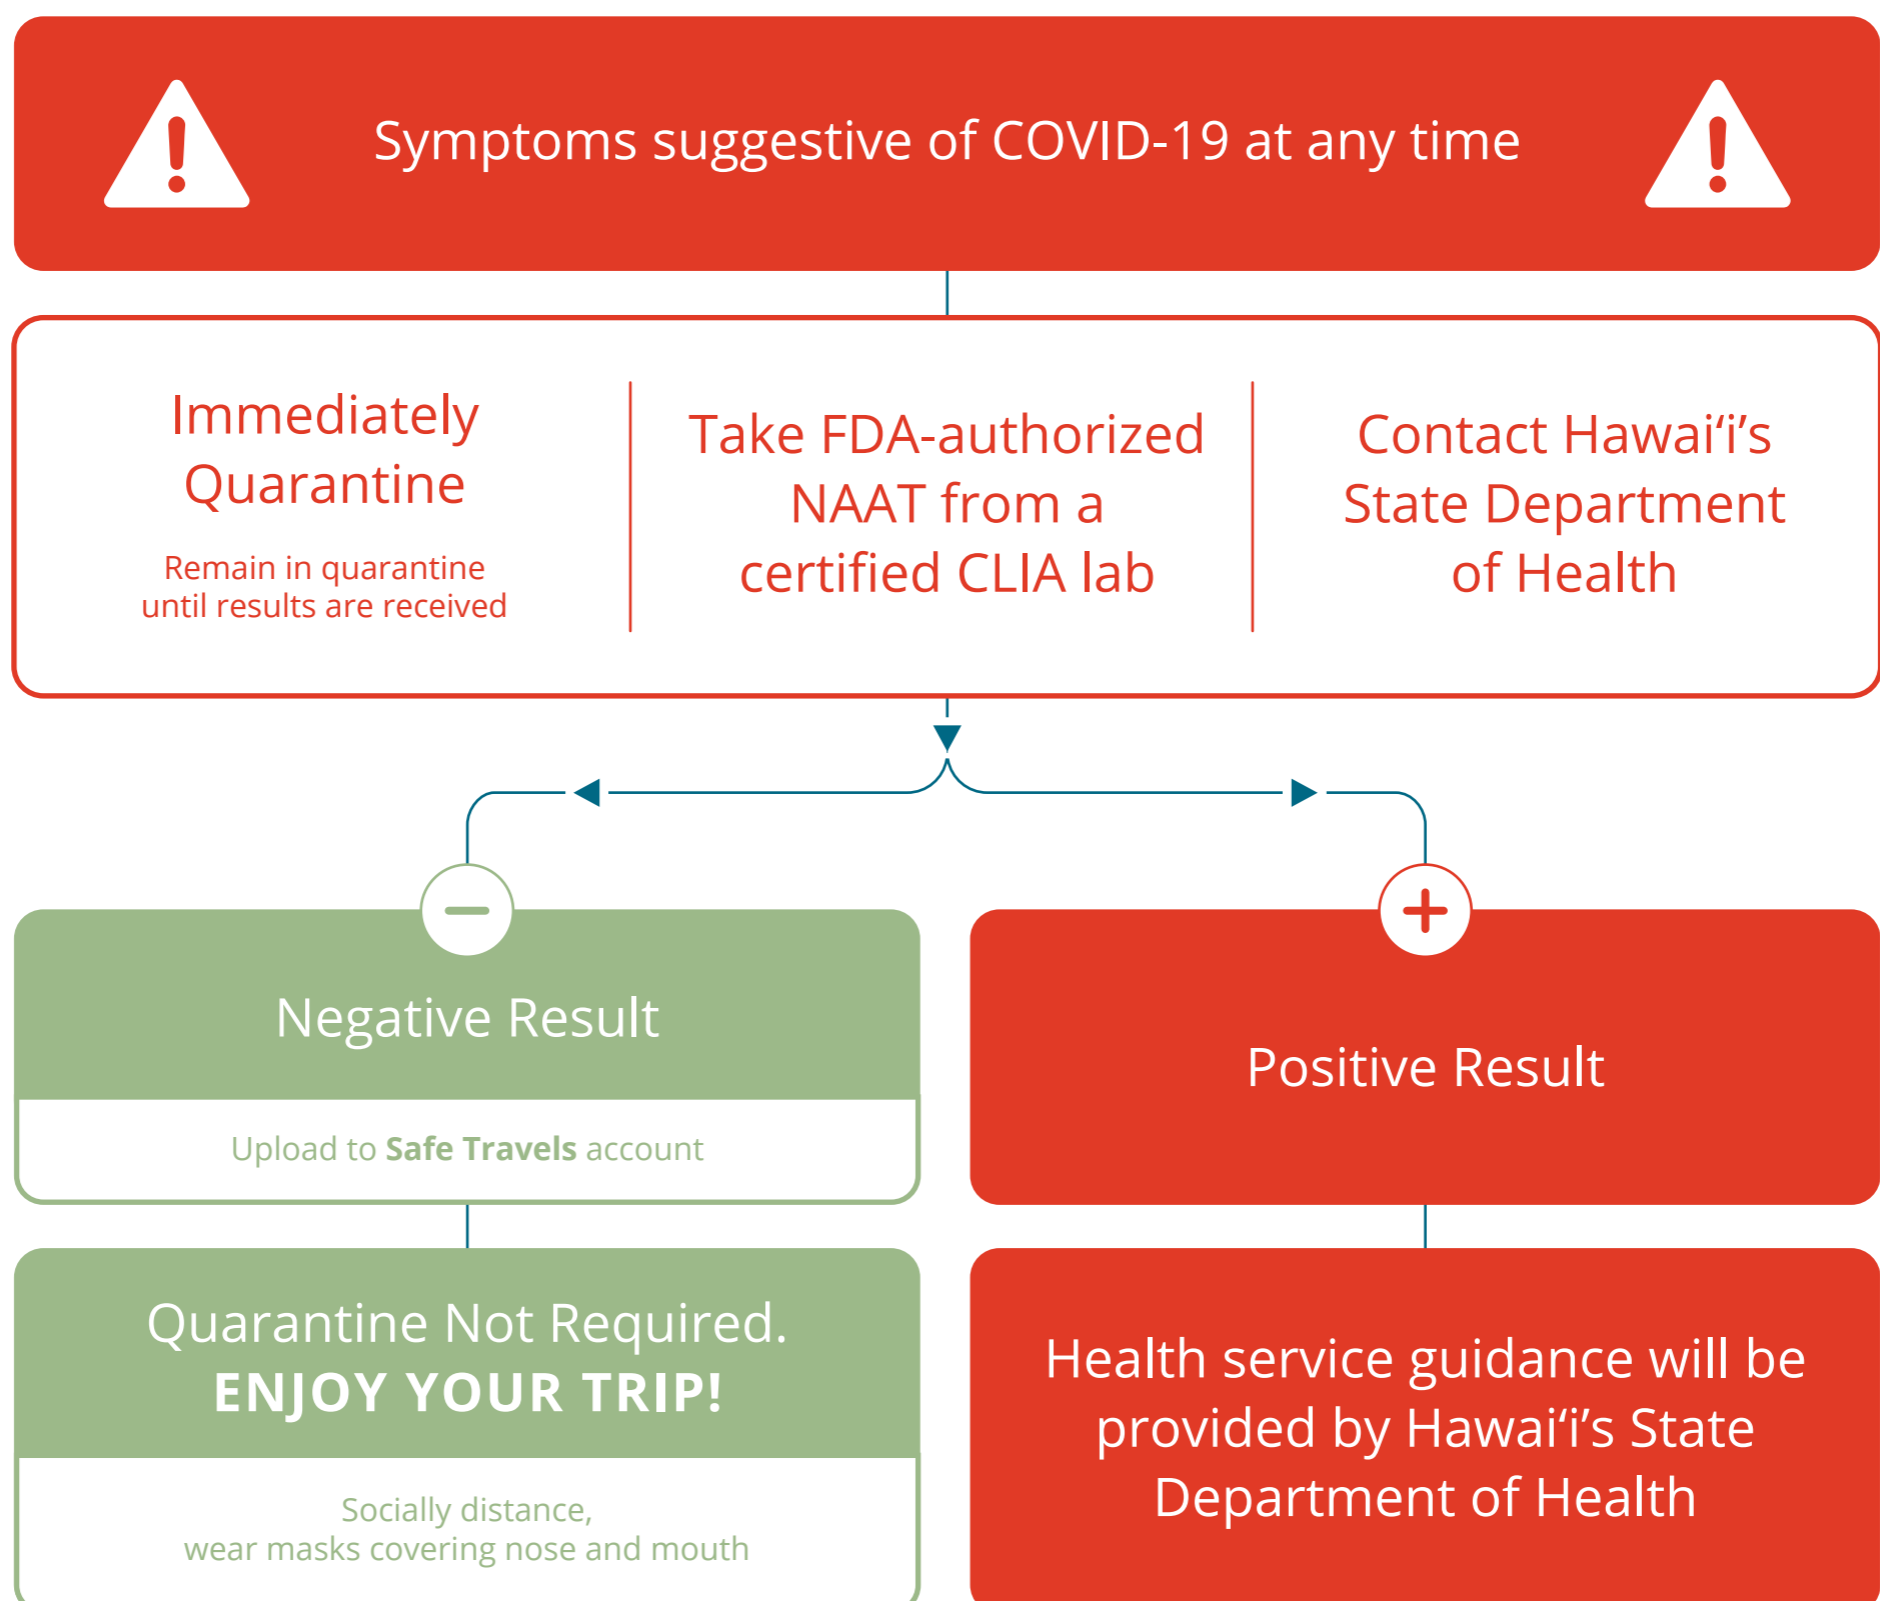 Symptoms suggestive of COVID-19 at any time
Immediately
Quarantine
Remain in quarantine
until results are received
Take FDA-authorized
NAAT from a
certified CLIA lab
Contact Hawai‘i’s
State Department
of Health
Negative Result
Upload to Safe Travels account
Quarantine Not Required.
ENJOY YOUR TRIP!
Socially distance,
wear masks covering nose and mouth
Positive Result
Health service guidance will be
provided by Hawai‘i’s State
Department of Health